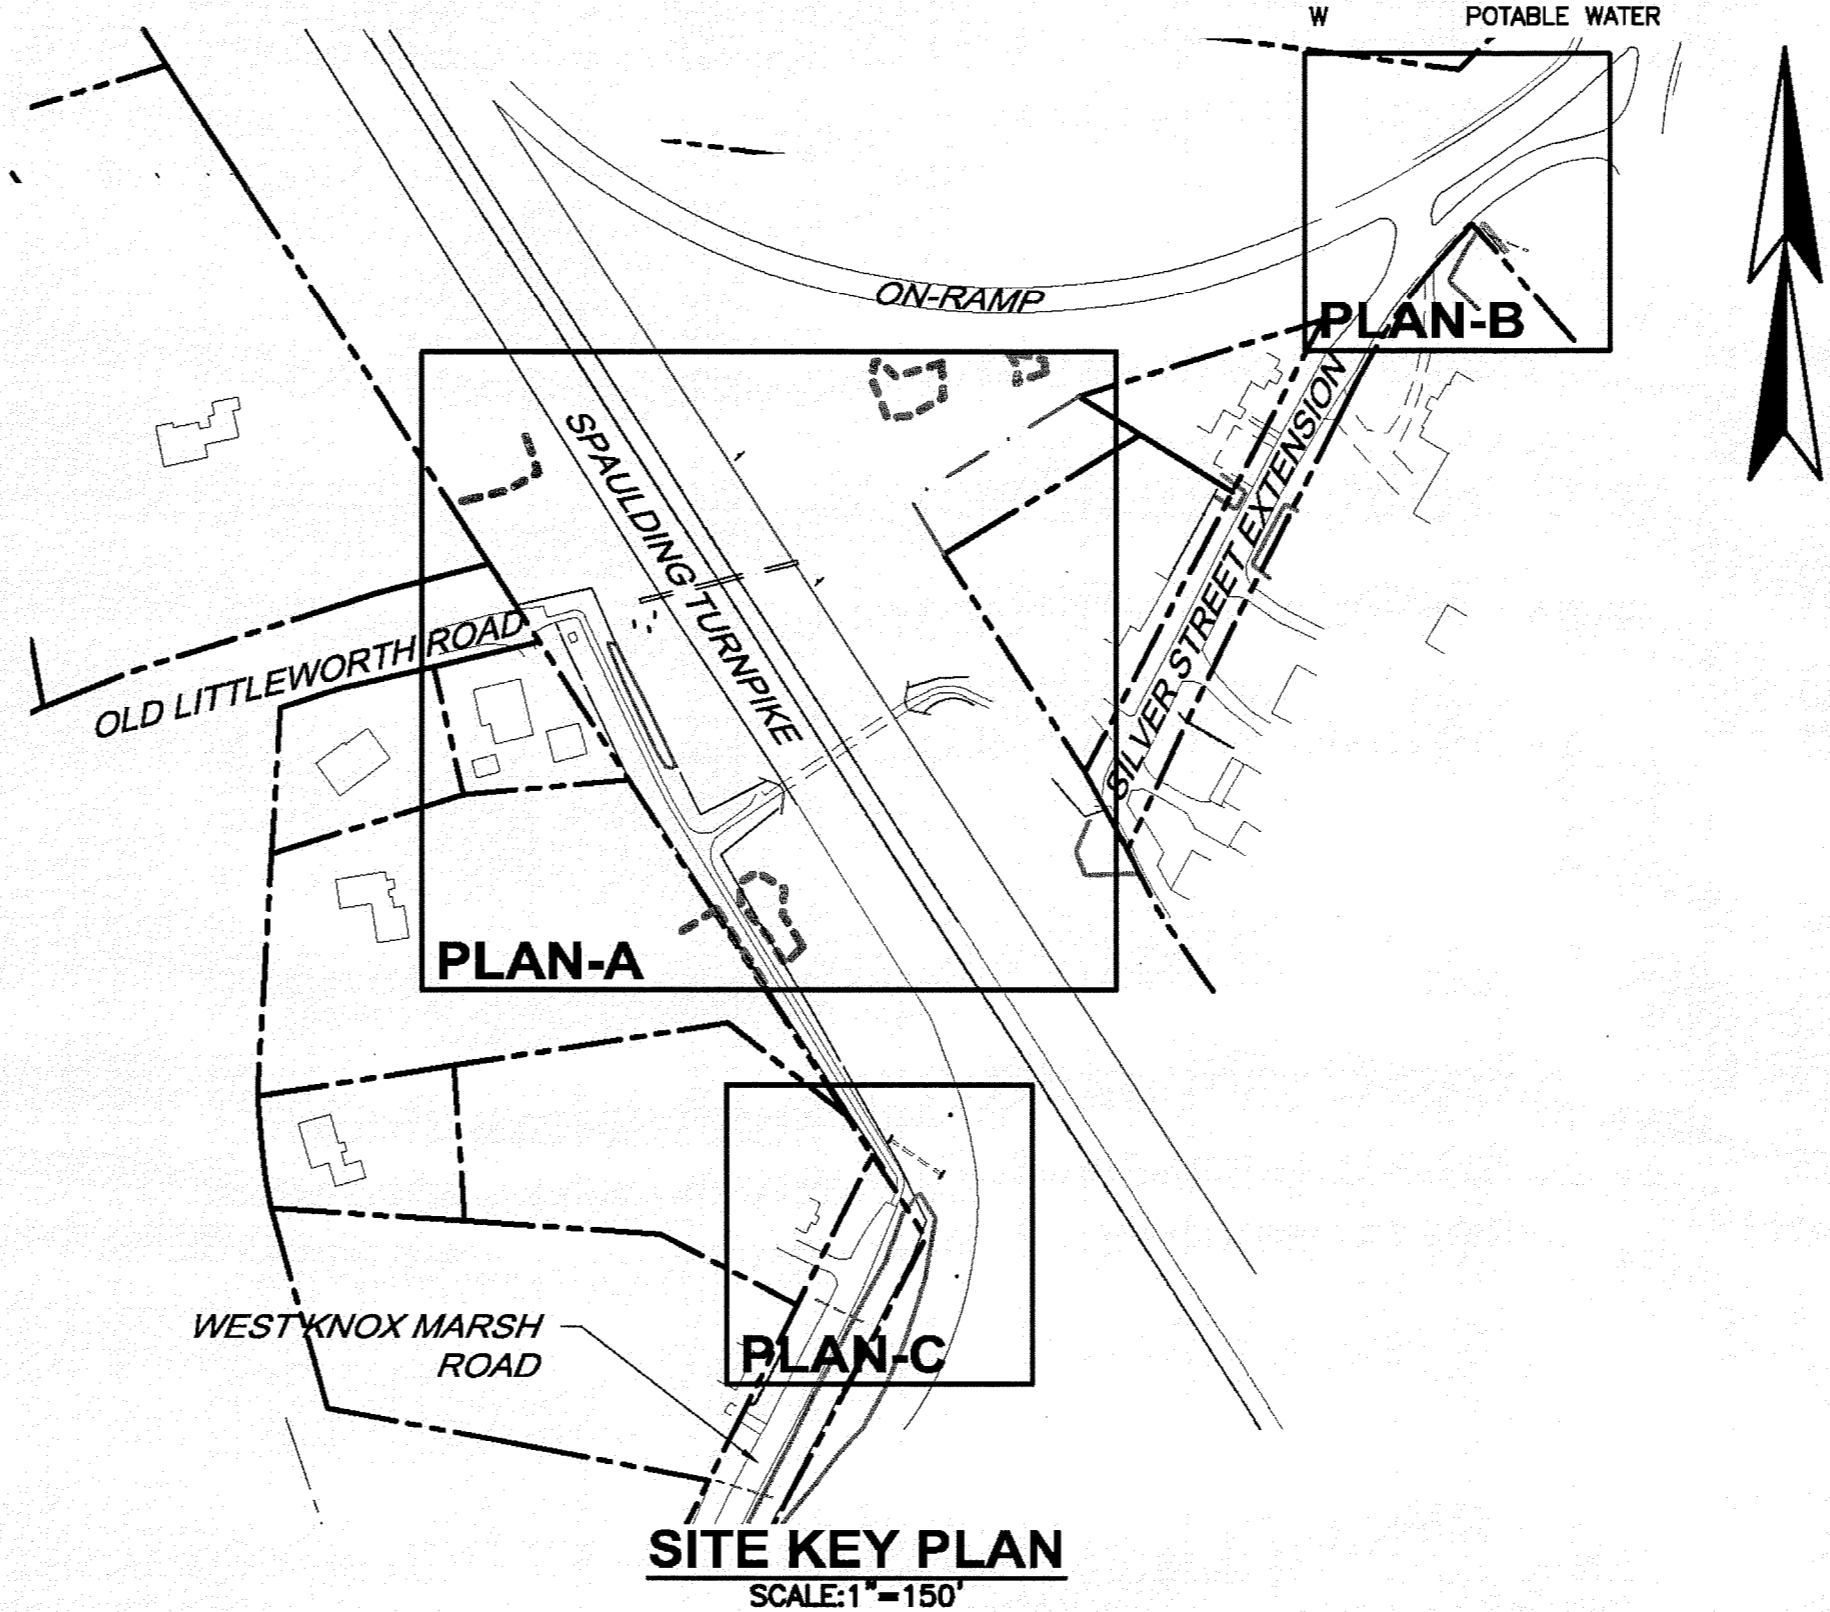 W POTABLE WATER
ON-RAMP
PLAN-B
SPAULDING TURNPIKE
SILVER STREET EXTENSION
OLD LITTLEWORTH ROAD
PLAN-A
WEST KNOX MARSH
ROAD
PLAN-C
SITE KEY PLAN
SCALE:1"=150'